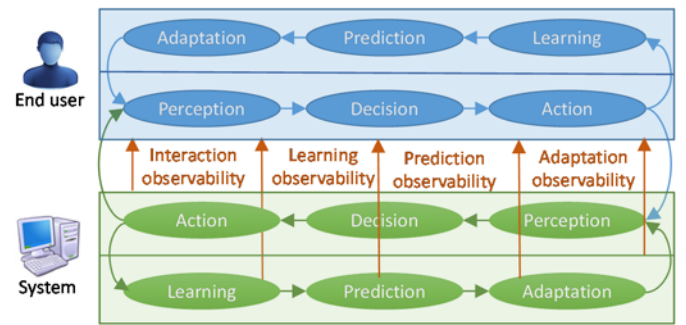 Adaptation Prediction Learning
End user
Perception Decision Action
Interaction observability
Learning observability
Prediction observability
Adaptation observability
Action Decision Perception
System
Learning Prediction Adaptation